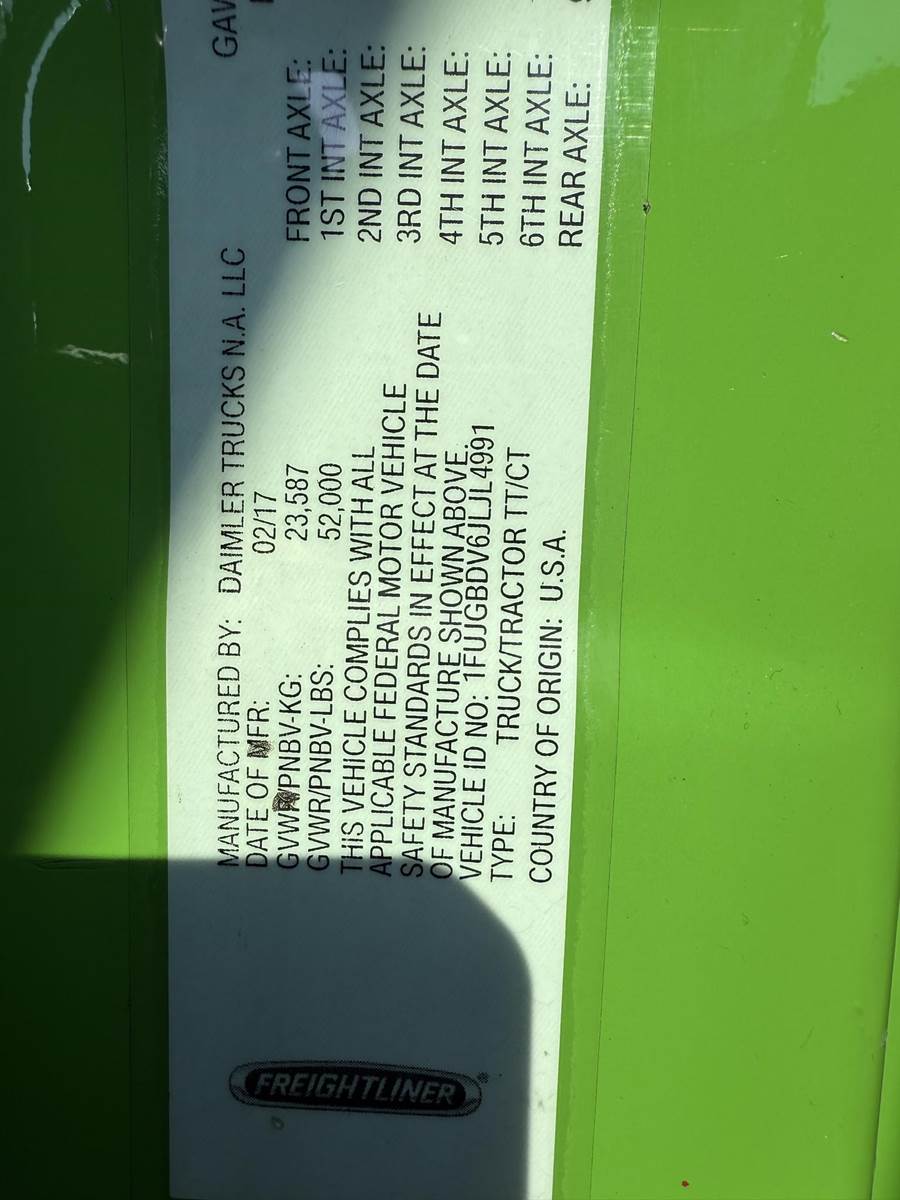 FREIGHTLINER
MANUFACTURED BY: DAIMLER TRUCKS N.A. LLC
DATE OF MFR: 02/17
GVWR/PNBV-KG: 23,587
GVWR/PNBV-LBS: 52,000
THIS VEHICLE COMPLIES WITH ALL
APPLICABLE FEDERAL MOTOR VEHICLE
SAFETY STANDARDS IN EFFECT AT THE DATE
OF MANUFACTURE SHOWN ABOVE.
VEHICLE ID NO: 1FUJGBDV6JLJL4991
TYPE: TRUCK/TRACTOR TT/CT
COUNTRY OF ORIGIN: U.S.A.
FRONT AXLE:
1ST INT AXLE:
2ND INT AXLE:
3RD INT AXLE:
4TH INT AXLE:
5TH INT AXLE:
6TH INT AXLE:
REAR AXLE: